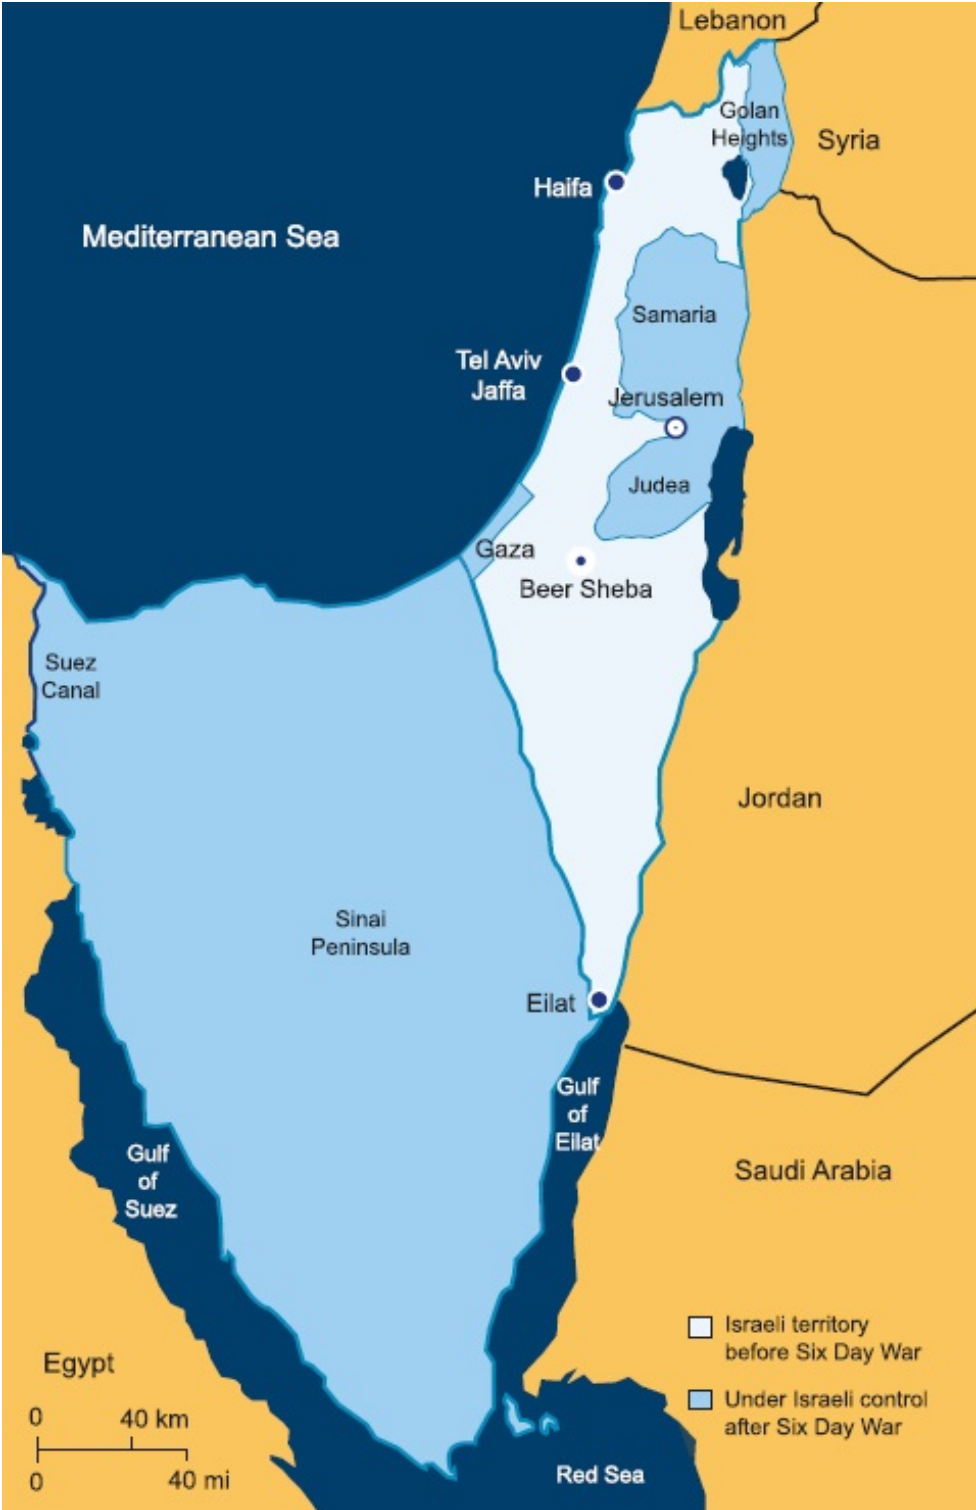 Lebanon
Golan
Heights
Syria
Haifa
Mediterranean Sea
Samaria
Tel Aviv
Jaffa
Jerusalem
Judea
Gaza
Beer Sheba
Suez
Canal
Jordan
Sinai
Peninsula
Eilat
Gulf
of
Eilat
Gulf
of
Suez
Saudi Arabia
Israeli territory
before Six Day War
Under Israeli control
after Six Day War
Egypt
0 40 km
0 40 mi
Red Sea